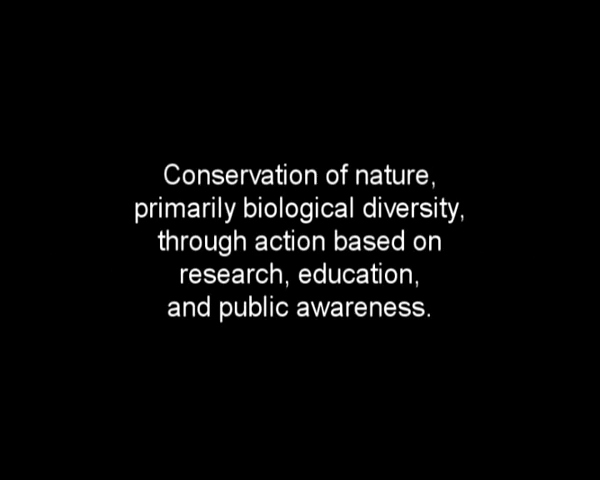 Conservation of nature,
primarily biological diversity,
through action based on
research, education,
and public awareness.